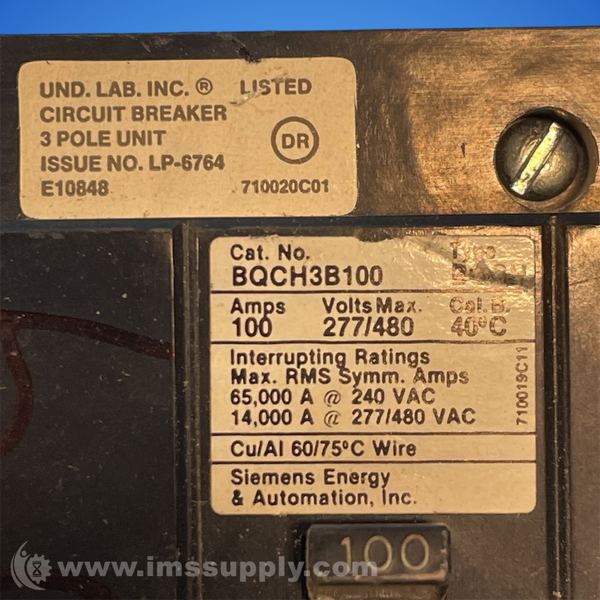 UND. LAB. INC. ® LISTED
CIRCUIT BREAKER
3 POLE UNIT
ISSUE NO. LP-6764
E10848
DR
710020C01
Cat. No. Type
BQCH3B100
Amps Volts Max. Cal. B.
100 277/480 40°C
Interrupting Ratings
Max. RMS Symm. Amps
65,000 A @ 240 VAC
14,000 A @ 277/480 VAC
710019C11
Cu/Al 60/75°C Wire
Siemens Energy
& Automation, Inc.
100
www.imssupply.com/